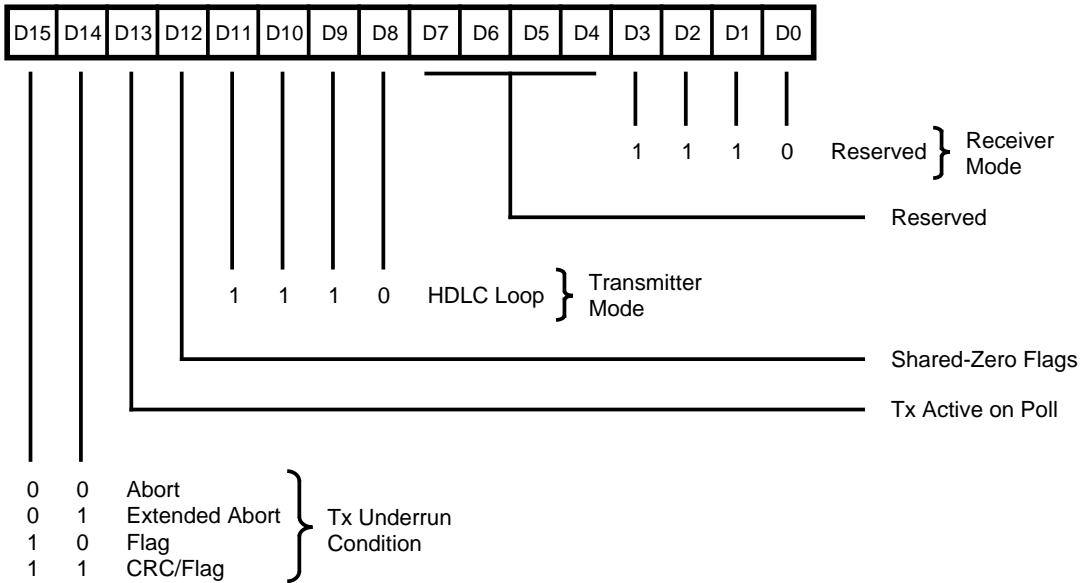 D15 D14 D13 D12 D11 D10 D9 D8 D7 D6 D5 D4 D3 D2 D1 D0
1 1 1 0 Reserved Receiver
Mode
Reserved
1 1 1 0 HDLC Loop Transmitter
Mode
Shared-Zero Flags
Tx Active on Poll
0 0 Abort
0 1 Extended Abort
1 0 Flag
1 1 CRC/Flag
Tx Underrun
Condition